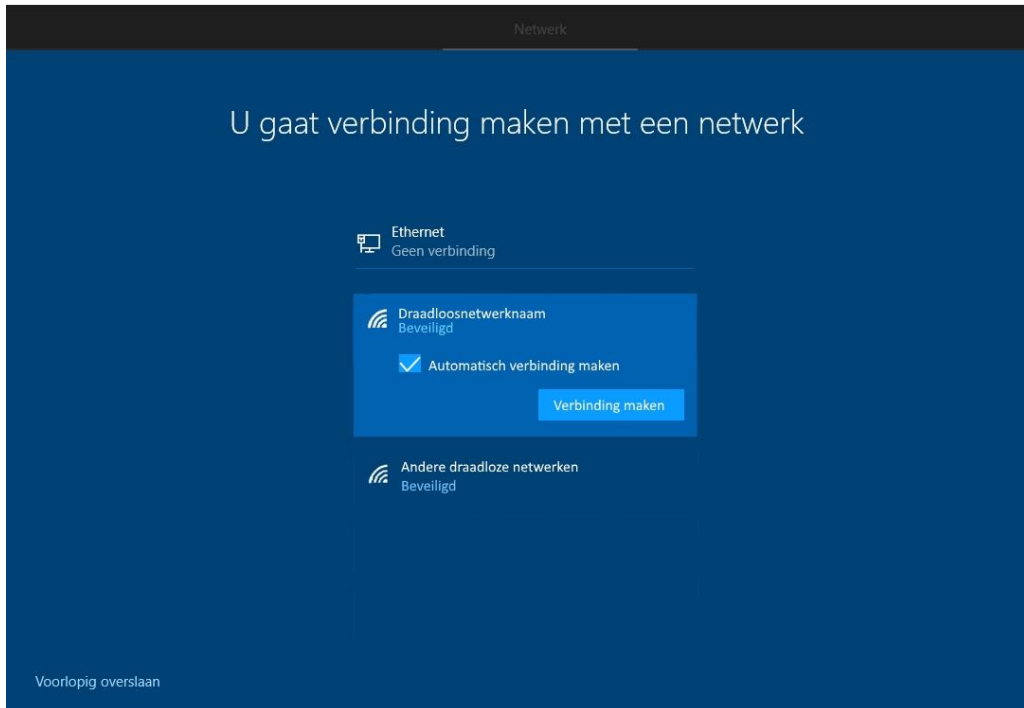 Netwerk
U gaat verbinding maken met een netwerk
Ethernet
Geen verbinding
Draadloosnetwerknaam
Beveiligd
Automatisch verbinding maken
Verbinding maken
Andere draadloze netwerken
Beveiligd
Voorlopig overslaan